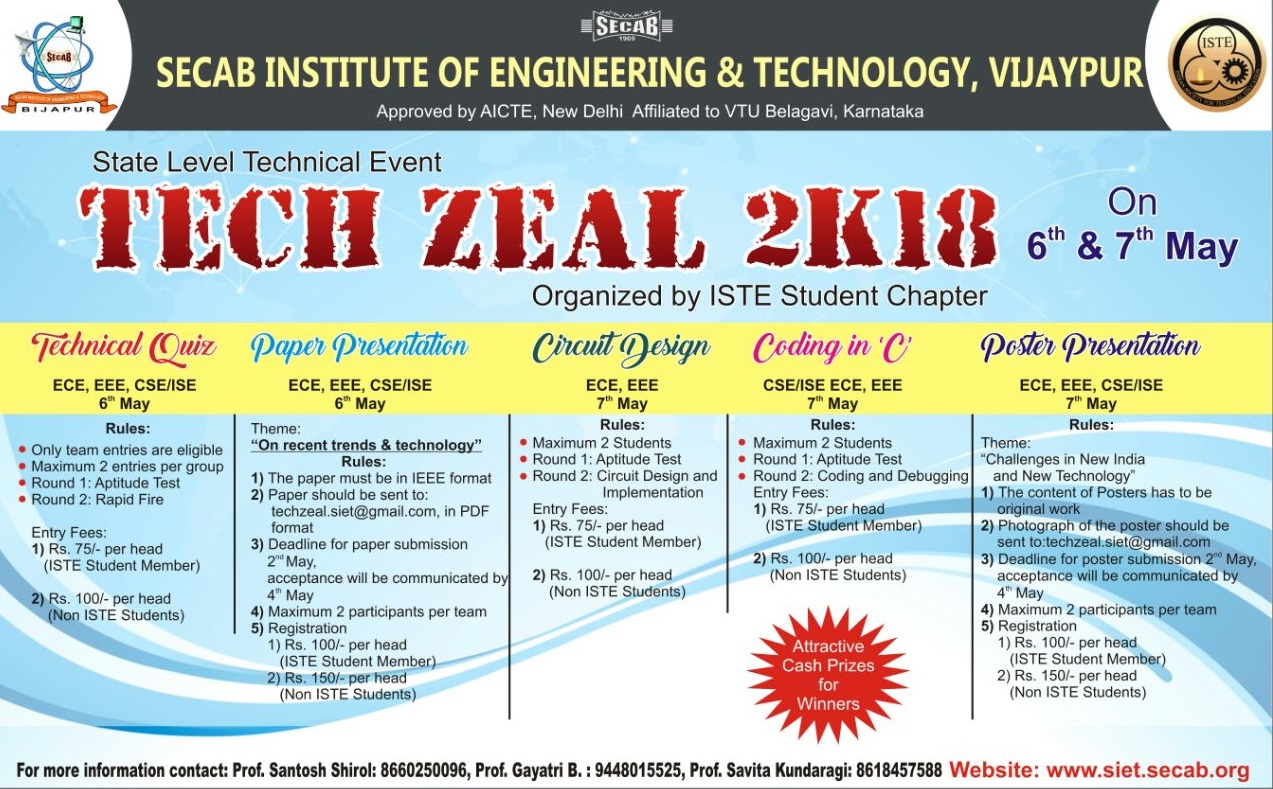 SECAB
1969
SECAB INSTITUTE OF ENGINEERING & TECHNOLOGY, VIJAYPUR
Approved by AICTE, New Delhi Affiliated to VTU Belagavi, Karnataka
SECAB
SECAB INSTITUTE OF ENGINEERING & TECHNOLOGY
BIJAPUR
ISTE
State Level Technical Event
TECH ZEAL 2K18
On
6th & 7th May
Organized by ISTE Student Chapter
Technical Quiz
ECE, EEE, CSE/ISE
6th May
Rules:
• Only team entries are eligible
• Maximum 2 entries per group
• Round 1: Aptitude Test
• Round 2: Rapid Fire
Entry Fees:
1) Rs. 75/- per head
(ISTE Student Member)
2) Rs. 100/- per head
(Non ISTE Students)
Paper Presentation
ECE, EEE, CSE/ISE
6th May
Theme:
“On recent trends & technology”
Rules:
1) The paper must be in IEEE format
2) Paper should be sent to:
techzeal.siet@gmail.com, in PDF
format
3) Deadline for paper submission
2nd May,
acceptance will be communicated by
4th May
4) Maximum 2 participants per team
5) Registration
1) Rs. 100/- per head
(ISTE Student Member)
2) Rs. 150/- per head
(Non ISTE Students)
Circuit Design
ECE, EEE
7th May
Rules:
• Maximum 2 Students
• Round 1: Aptitude Test
• Round 2: Circuit Design and
Implementation
Entry Fees:
1) Rs. 75/- per head
(ISTE Student Member)
2) Rs. 100/- per head
(Non ISTE Students)
Coding in ‘C’
CSE/ISE ECE, EEE
7th May
Rules:
• Maximum 2 Students
• Round 1: Aptitude Test
• Round 2: Coding and Debugging
Entry Fees:
1) Rs. 75/- per head
(ISTE Student Member)
2) Rs. 100/- per head
(Non ISTE Students)
Attractive
Cash Prizes
for
Winners
Poster Presentation
ECE, EEE, CSE/ISE
7th May
Rules:
Theme:
“Challenges in New India
and New Technology”
1) The content of Posters has to be
original work
2) Photograph of the poster should be
sent to:techzeal.siet@gmail.com
3) Deadline for poster submission 2nd May,
acceptance will be communicated by
4th May
4) Maximum 2 participants per team
5) Registration
1) Rs. 100/- per head
(ISTE Student Member)
2) Rs. 150/- per head
(Non ISTE Students)
For more information contact: Prof. Santosh Shirol: 8660250096, Prof. Gayatri B. : 9448015525, Prof. Savita Kundaragi: 8618457588 Website: www.siet.secab.org